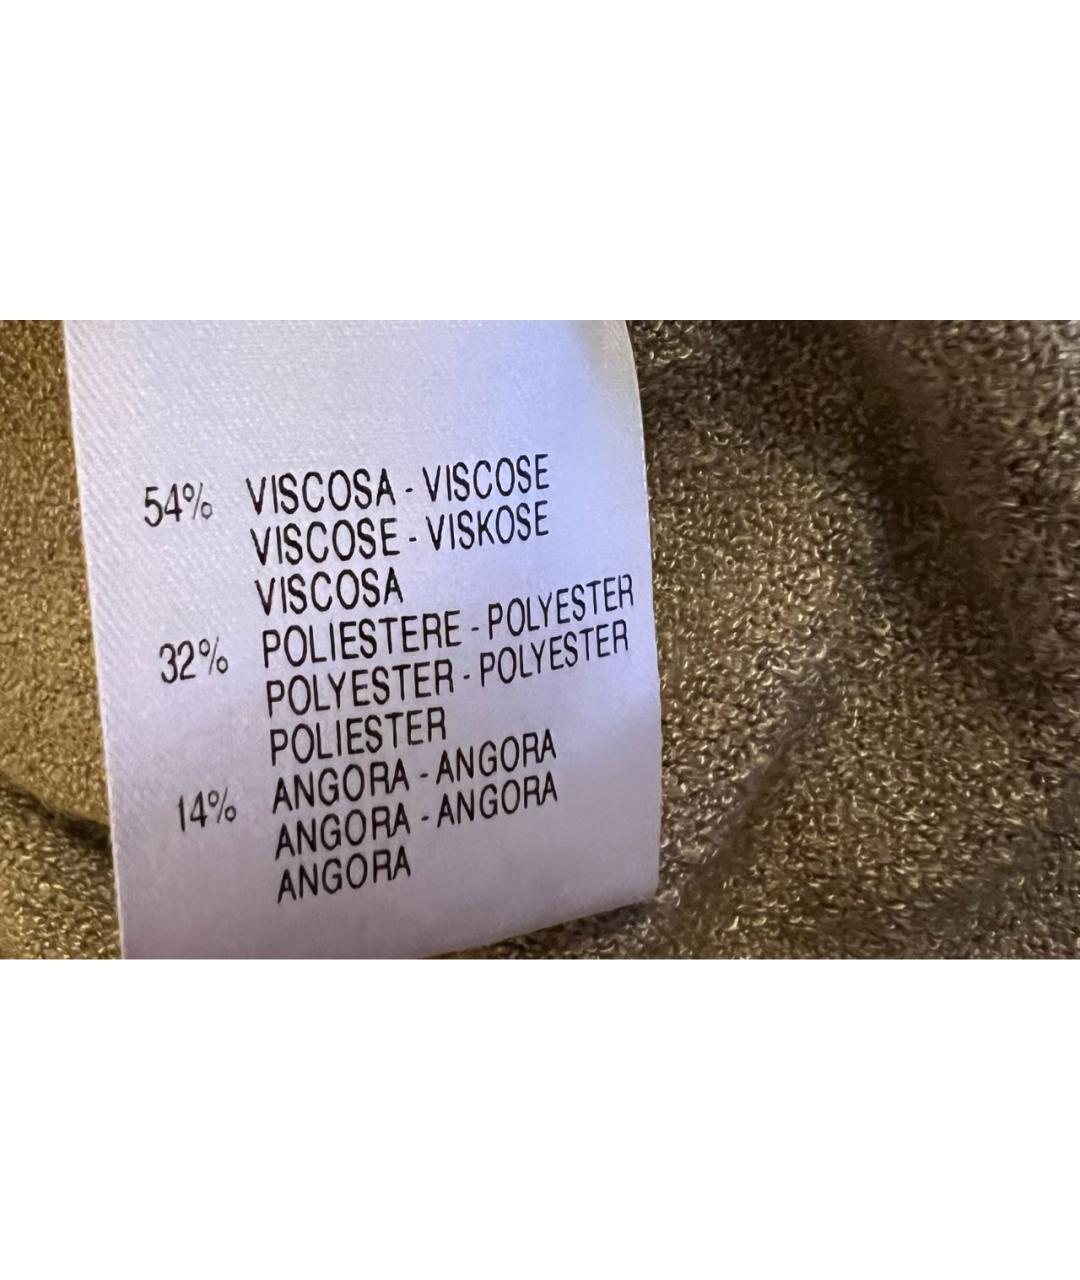 54% VISCOSA - VISCOSE
VISCOSE - VISKOSE
VISCOSA
32% POLIESTERE - POLYESTER
POLYESTER - POLYESTER
POLIESTER
14% ANGORA - ANGORA
ANGORA - ANGORA
ANGORA